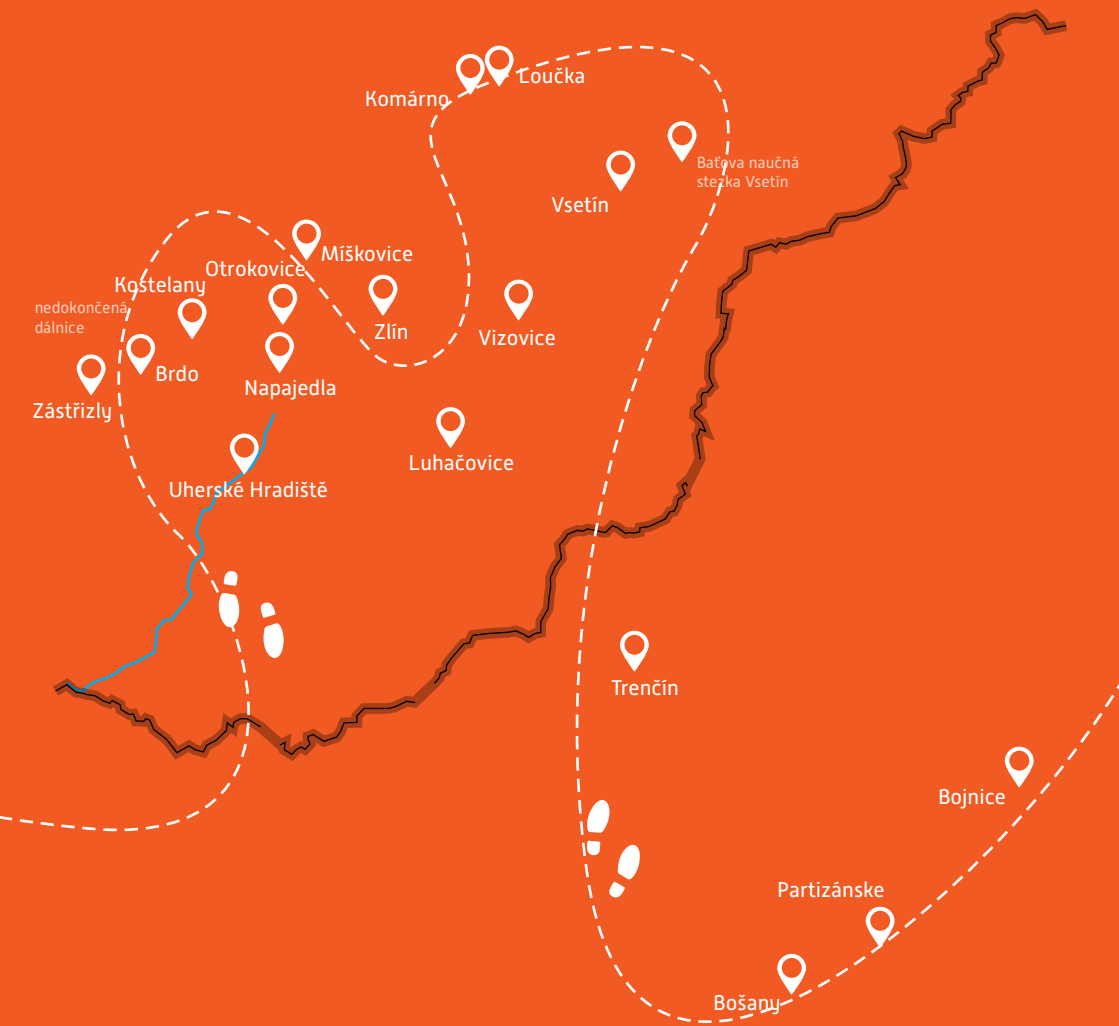 Loučka
Komárno
Baťova naučná
stezka Vsetín
Vsetín
Míškovice
Otrokovice
Koštelany
nedokončená
dálnice
Zlín
Vizovice
Brdo
Napajedla
Zástřizly
Luhačovice
Uherské Hradiště
Trenčín
Bojnice
Partizánske
Bošany